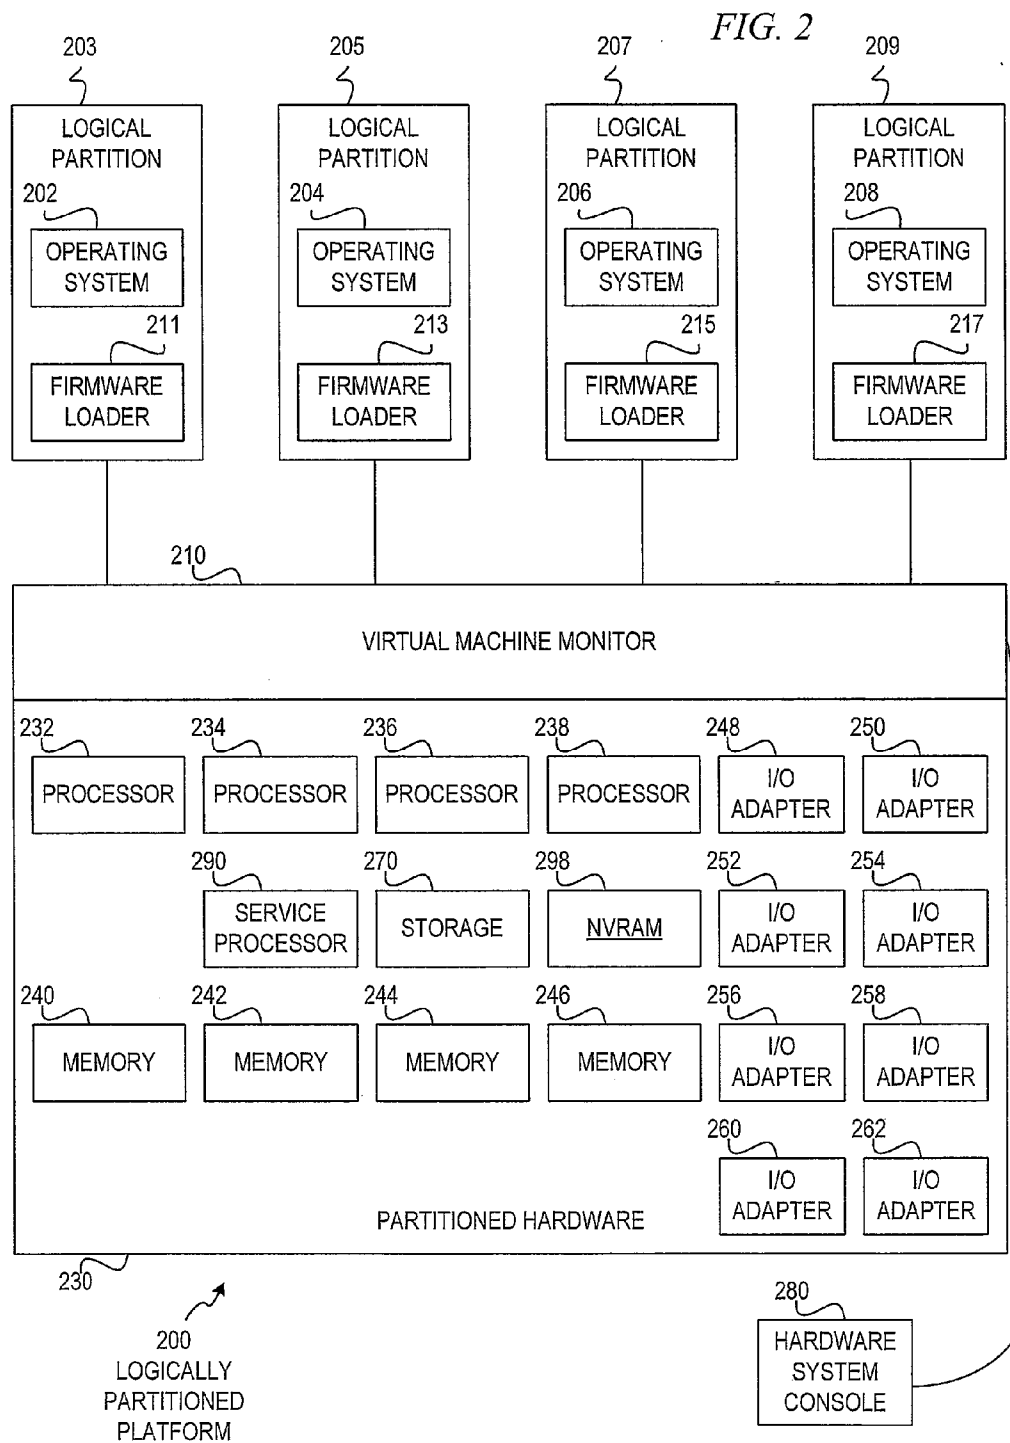 FIG. 2
203 205 207 209
LOGICAL PARTITION LOGICAL PARTITION LOGICAL PARTITION LOGICAL PARTITION
202 204 206 208
OPERATING SYSTEM OPERATING SYSTEM OPERATING SYSTEM OPERATING SYSTEM
211 213 215 217
FIRMWARE LOADER FIRMWARE LOADER FIRMWARE LOADER FIRMWARE LOADER
210
VIRTUAL MACHINE MONITOR
232 234 236 238 248 250
PROCESSOR PROCESSOR PROCESSOR PROCESSOR I/O ADAPTER I/O ADAPTER
290 270 298 252 254
SERVICE PROCESSOR STORAGE NVRAM I/O ADAPTER I/O ADAPTER
240 242 244 246 256 258
MEMORY MEMORY MEMORY MEMORY I/O ADAPTER I/O ADAPTER
260 262
I/O ADAPTER I/O ADAPTER
PARTITIONED HARDWARE
230
200
LOGICALLY
PARTITIONED
PLATFORM
280
HARDWARE
SYSTEM
CONSOLE